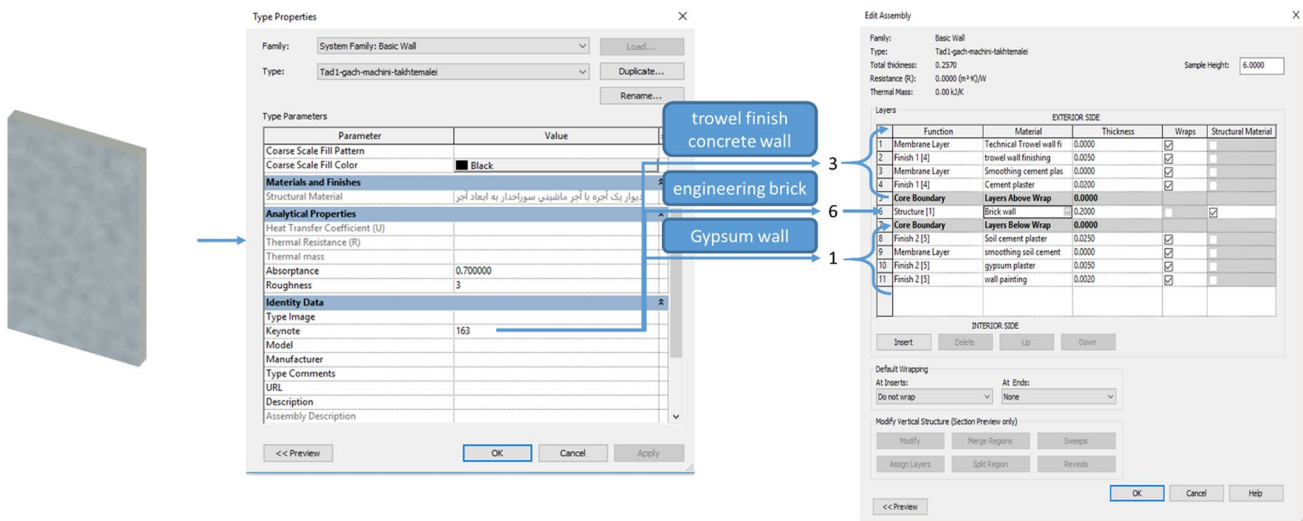 Type Properties
Family: System Family: Basic Wall Load...
Type: Tad1-gach-machini-takhtemalei Duplicate...
Rename...
Type Parameters
Parameter Value
Coarse Scale Fill Pattern
Coarse Scale Fill Color Black
Materials and Finishes
Structural Material دیوار یک آجره با آجر ماشینی سوراخدار به ابعاد آجر
Analytical Properties
Heat Transfer Coefficient (U)
Thermal Resistance (R)
Thermal mass
Absorptance 0.700000
Roughness 3
Identity Data
Type Image
Keynote 163
Model
Manufacturer
Type Comments
URL
Description
Assembly Description
<< Preview OK Cancel Apply
trowel finish
concrete wall
engineering brick
Gypsum wall
3
6
1
Edit Assembly
Family: Basic Wall
Type: Tad1-gach-machini-takhtemalei
Total thickness: 0.2570 Sample Height: 6.0000
Resistance (R): 0.0000 (m²·K)/W
Thermal Mass: 0.00 kJ/K
Layers
EXTERIOR SIDE
Function Material Thickness Wraps Structural Material
1 Membrane Layer Technical Trowel wall fi 0.0000
2 Finish 1 [4] trowel wall finishing 0.0050
3 Membrane Layer Smoothing cement plas 0.0000
4 Finish 1 [4] Cement plaster 0.0200
5 Core Boundary Layers Above Wrap 0.0000
6 Structure [1] Brick wall 0.2000
7 Core Boundary Layers Below Wrap 0.0000
8 Finish 2 [5] Soil cement plaster 0.0250
9 Membrane Layer smoothing soil cement 0.0000
10 Finish 2 [5] gypsum plaster 0.0050
11 Finish 2 [5] wall painting 0.0020
INTERIOR SIDE
Insert Delete Up Down
Default Wrapping
At Inserts: At Ends:
Do not wrap None
Modify Vertical Structure (Section Preview only)
Modify Merge Regions Sweeps
Assign Layers Split Region Reveals
OK Cancel Help
<< Preview